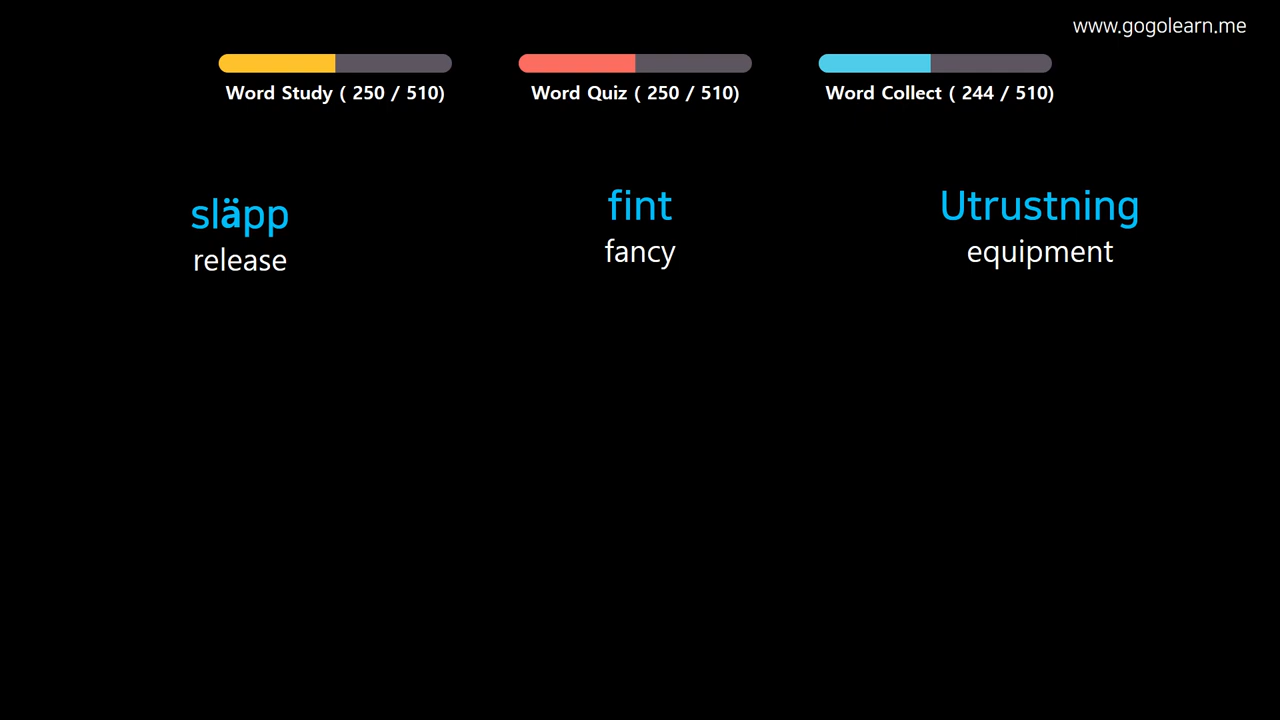 www.gogolearn.me
Word Study ( 250 / 510)
Word Quiz ( 250 / 510)
Word Collect ( 244 / 510)
släpp
release
fint
fancy
Utrustning
equipment